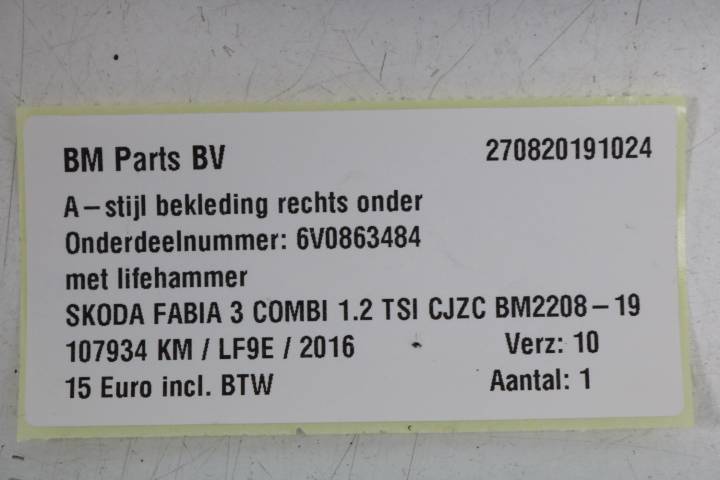 BM Parts BV 270820191024
A-stijl bekleding rechts onder
Onderdeelnummer: 6V0863484
met lifehammer
SKODA FABIA 3 COMBI 1.2 TSI CJZC BM2208-19
107934 KM / LF9E / 2016 Verz: 10
15 Euro incl. BTW Aantal: 1